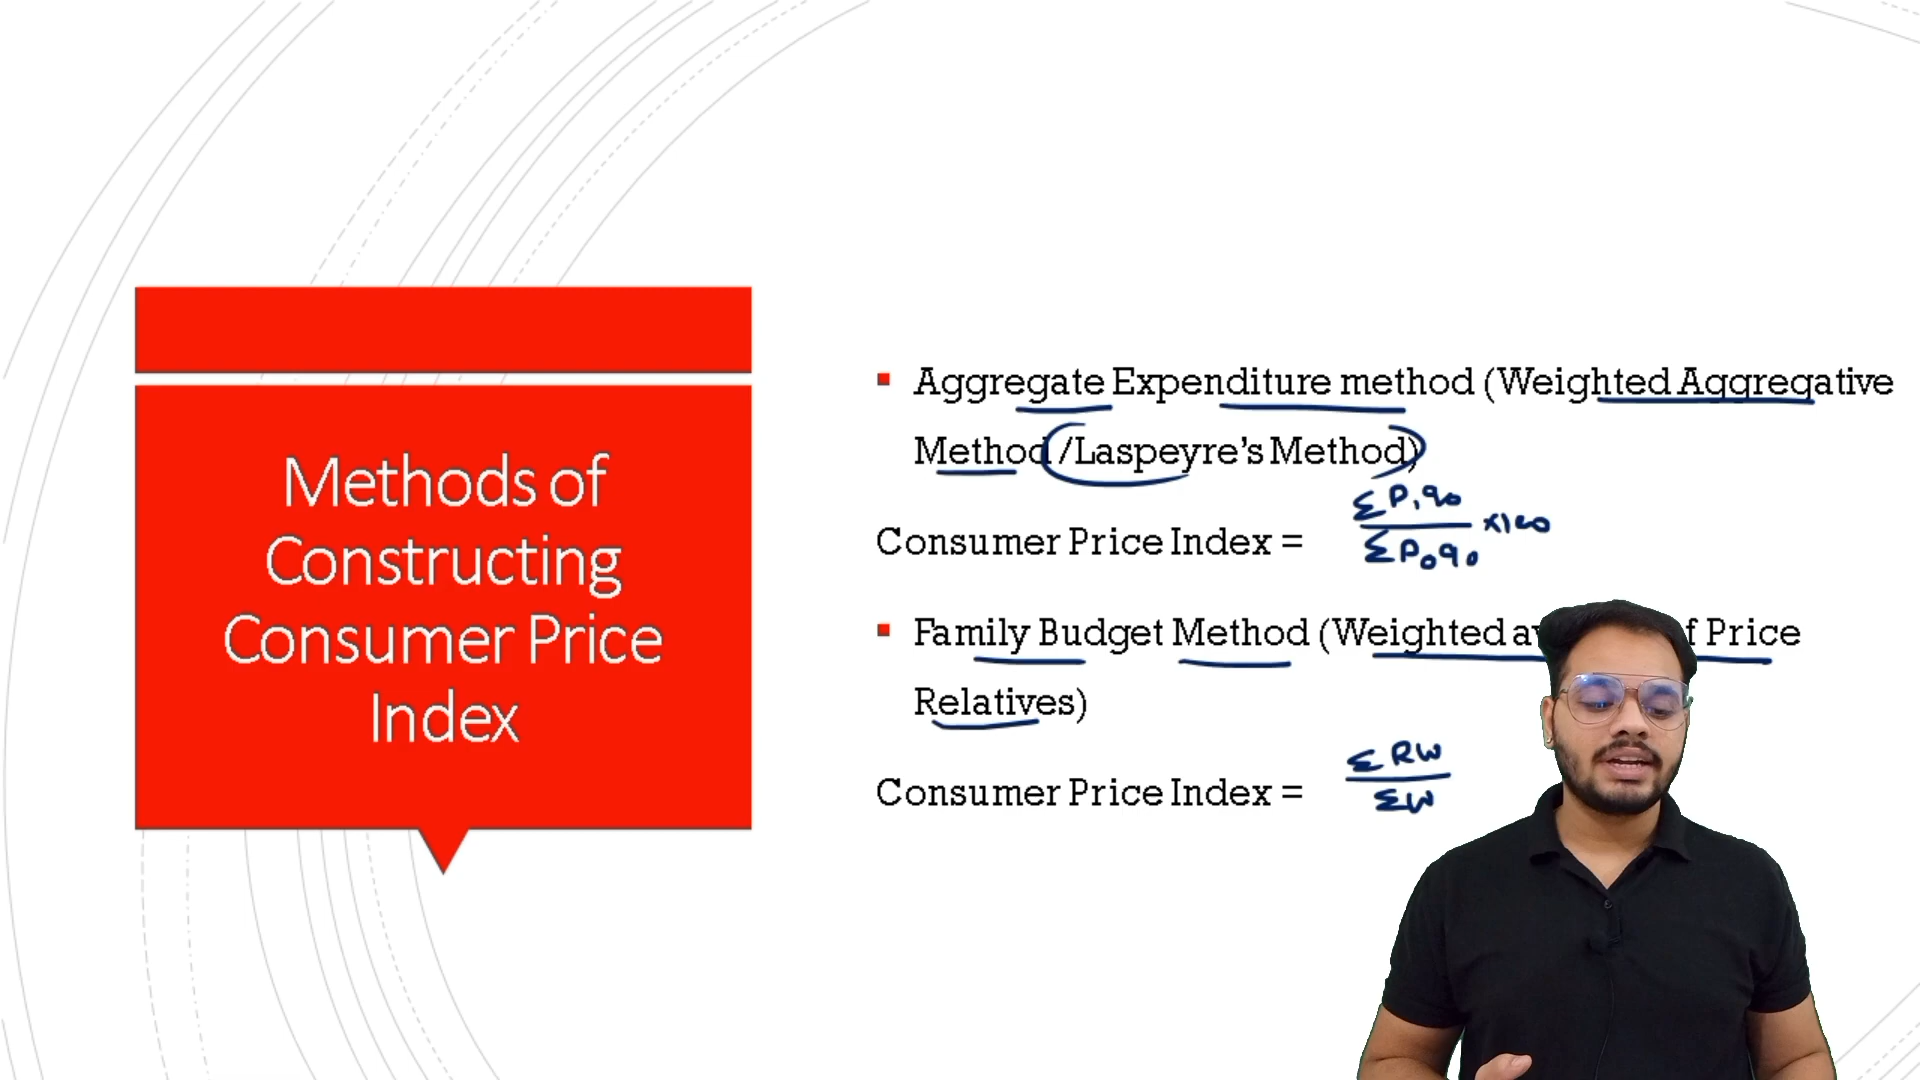 Methods of
Constructing
Consumer Price
Index
Aggregate Expenditure method (Weighted Aggregative
Method /Laspeyre's Method)
Consumer Price Index = ΣP₁q₀ / ΣP₀q₀ ×100
Family Budget Method (Weighted f Price
Relatives)
Consumer Price Index = ΣRW / ΣW